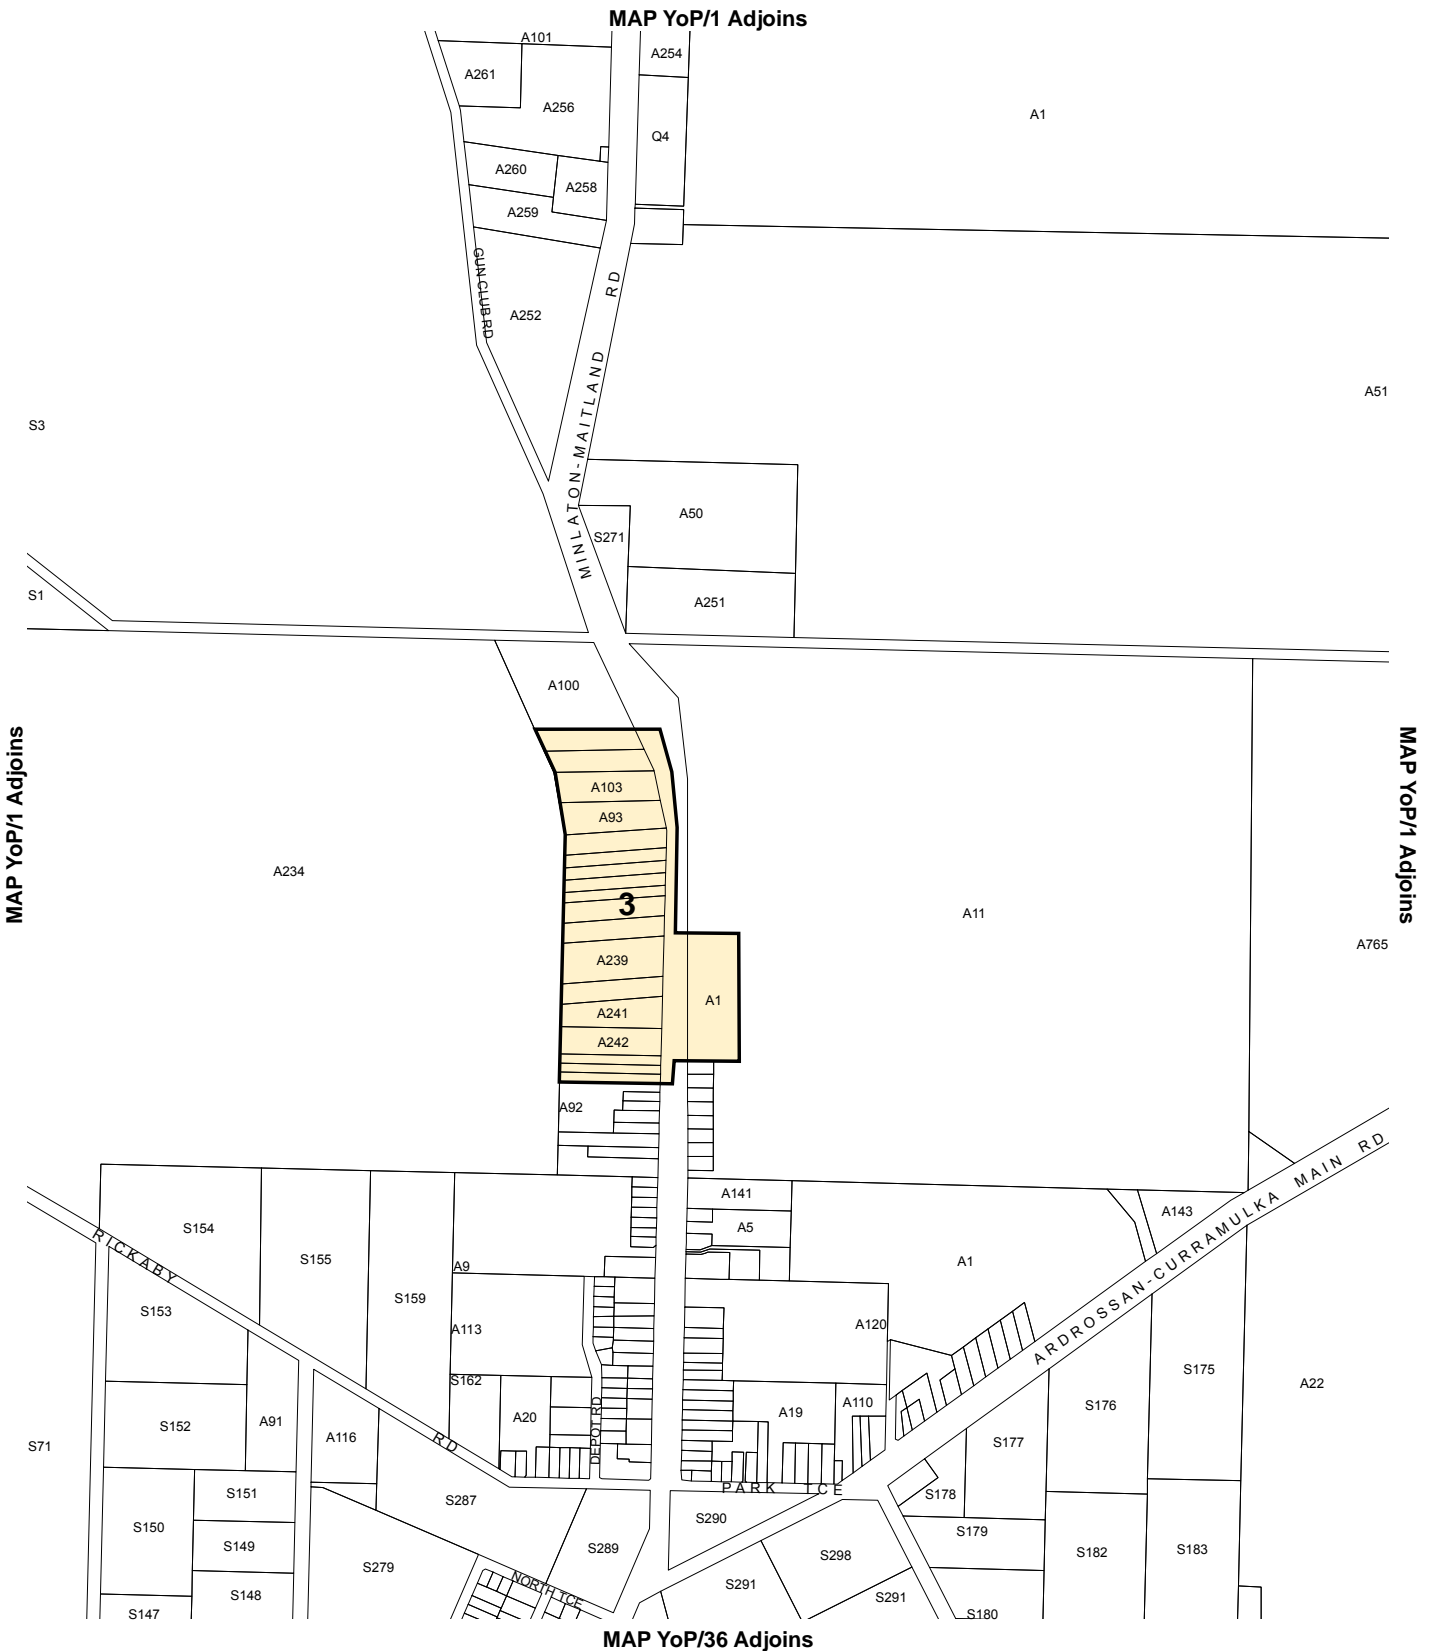 MAP YoP/1 Adjoins
A101
A254
A261
A256
A1
Q4
A260
A258
A259
GUN CLUB RD
A252
MINLATON-MAITLAND RD
A51
S3
A50
S271
S1
A251
A100
MAP YoP/1 Adjoins
MAP YoP/1 Adjoins
A103
A93
A234
3
A11
A765
A239
A1
A241
A242
A92
A141
A143
A5
S154
S155
RICKABY RD
A9
A1
ARDROSSAN-CURRAMULKA MAIN RD
S159
S153
A113
A120
S175
S162
A22
A20
A19
A110
S176
S152
A91
A116
DEPOT RD
S177
S71
PARK TCE
S151
S287
S178
S150
S290
S179
S149
S289
S298
S182
S183
S279
S148
NORTH TCE
S291
S291
S147
S180
MAP YoP/36 Adjoins